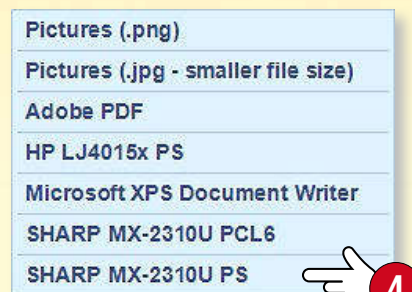 Pictures (.png)
Pictures (.jpg - smaller file size)
Adobe PDF
HP LJ4015x PS
Microsoft XPS Document Writer
SHARP MX-2310U PCL6
SHARP MX-2310U PS
4